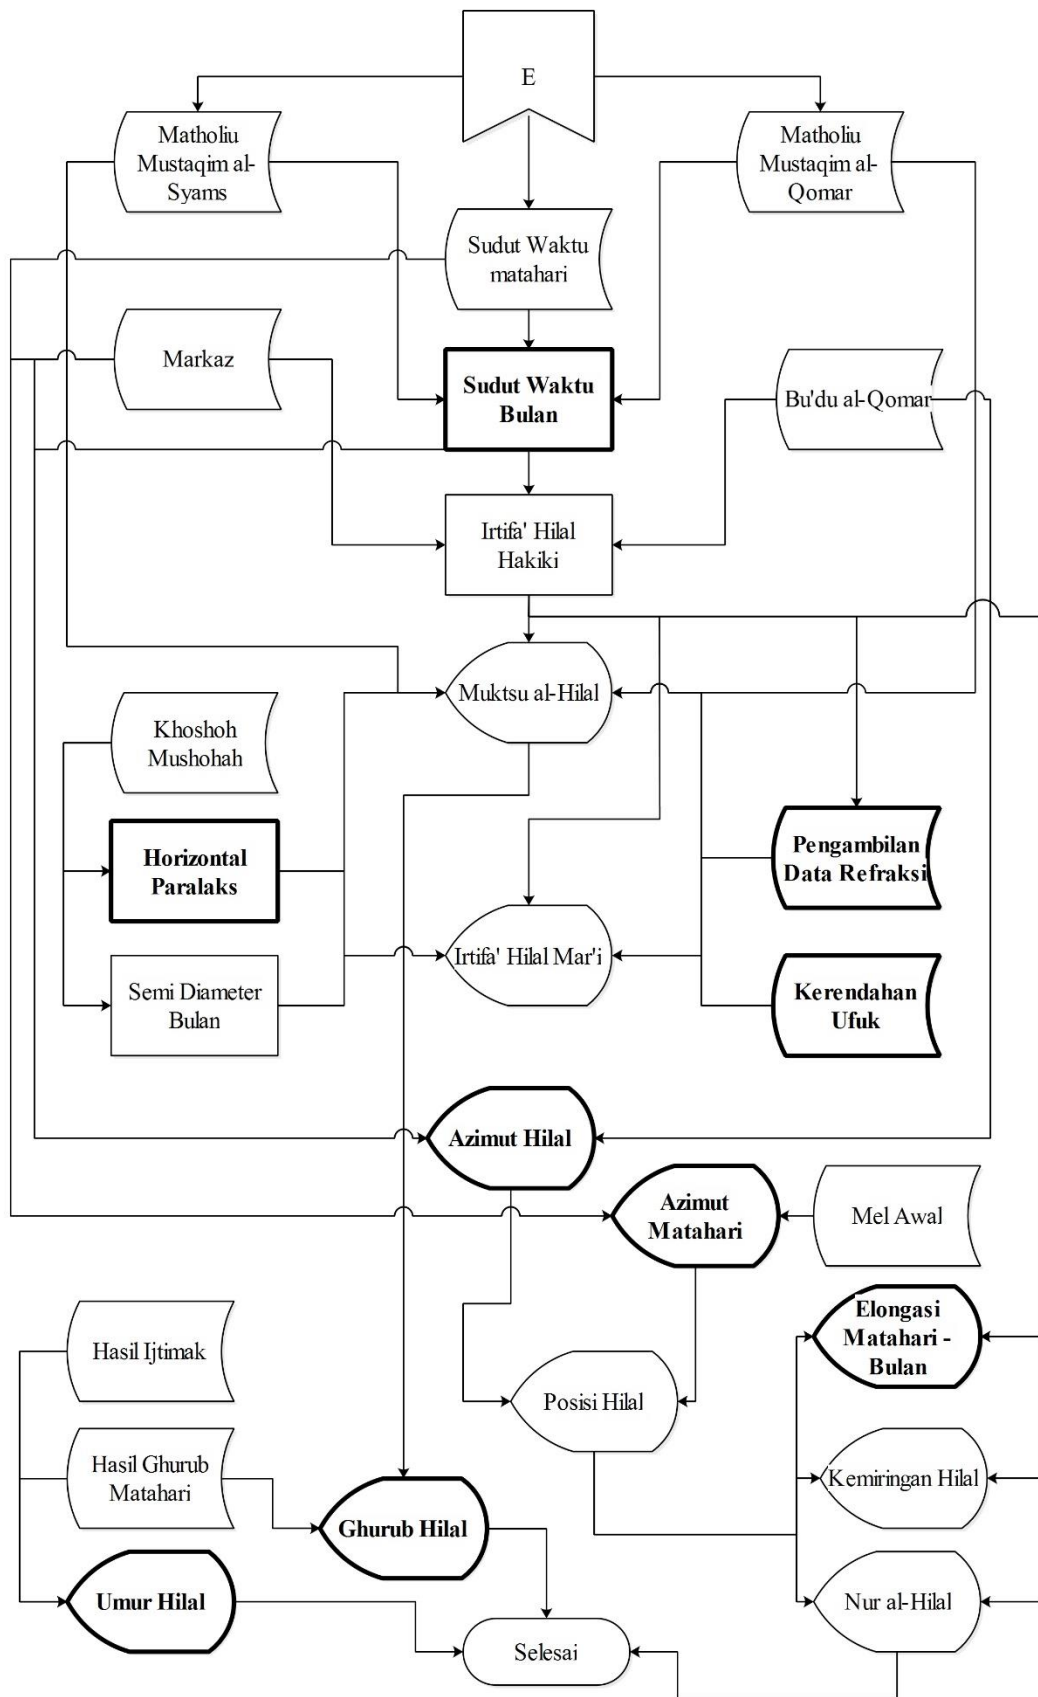 E
Matholiu
Mustaqim al-
Syams
Matholiu
Mustaqim al-
Qomar
Sudut Waktu
matahari
Markaz
Sudut Waktu
Bulan
Bu'du al-Qomar
Irtifa' Hilal
Hakiki
Muktsu al-Hilal
Khoshoh
Mushohah
Horizontal
Paralaks
Pengambilan
Data Refraksi
Irtifa' Hilal Mar'i
Semi Diameter
Bulan
Kerendahan
Ufuk
Azimut Hilal
Azimut
Matahari
Mel Awal
Elongasi
Matahari -
Bulan
Hasil Ijtimak
Posisi Hilal
Hasil Ghurub
Matahari
Kemiringan Hilal
Ghurub Hilal
Umur Hilal
Nur al-Hilal
Selesai